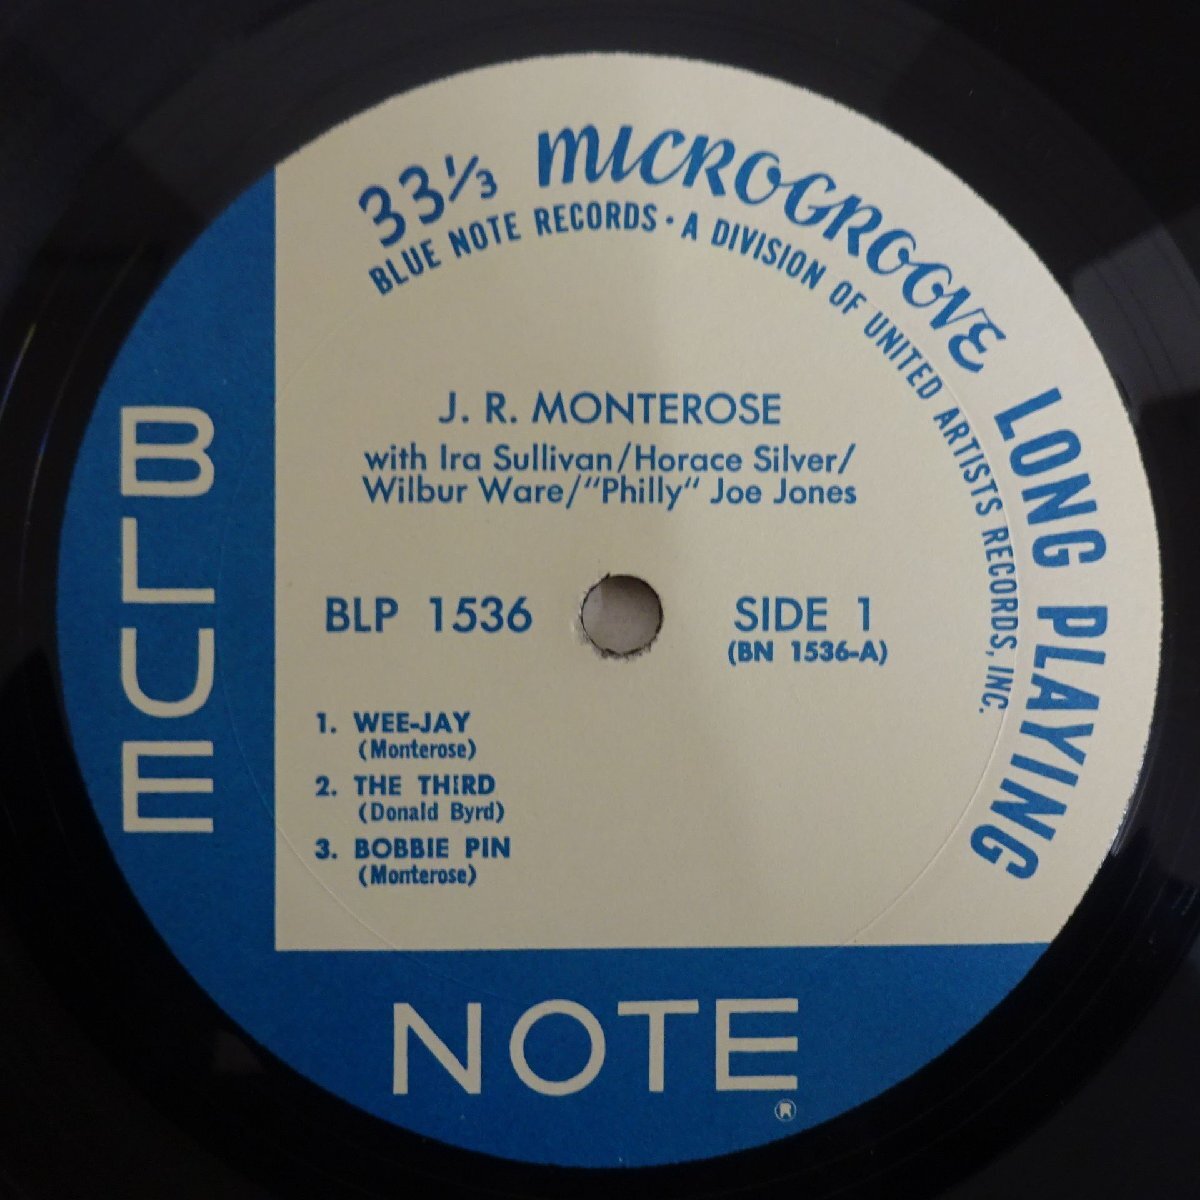 33⅓ MICROGROOVE LONG PLAYING
BLUE NOTE RECORDS · A DIVISION OF UNITED ARTISTS RECORDS, INC.
J. R. MONTEROSE
with Ira Sullivan/Horace Silver/
Wilbur Ware/“Philly“ Joe Jones
BLP 1536
SIDE 1
(BN 1536-A)
1. WEE-JAY
(Monterose)
2. THE THIRD
(Donald Byrd)
3. BOBBIE PIN
(Monterose)
BLUE
NOTE
®